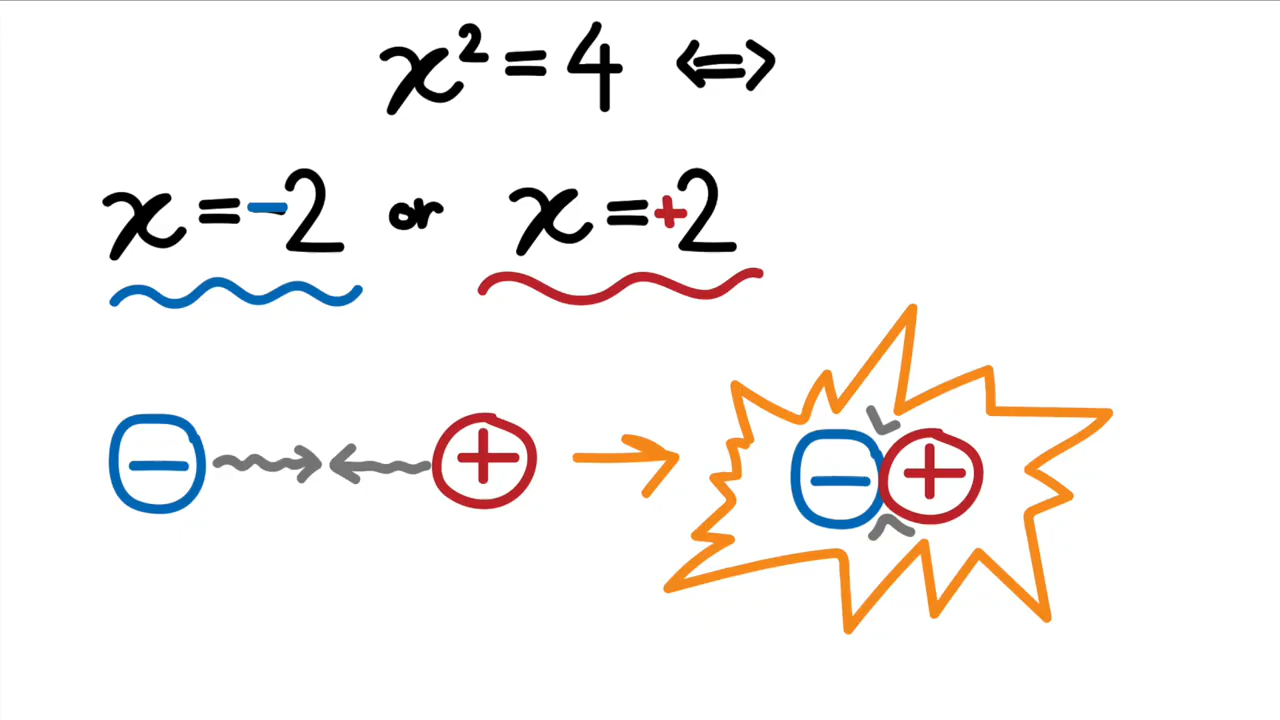 x² = 4 ⇔
x = -2 or x = +2
− + − +